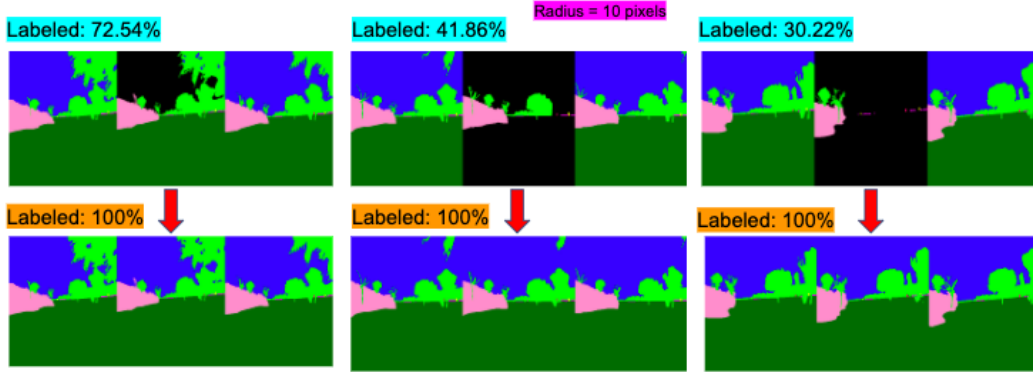 Radius = 10 pixels
Labeled: 72.54%
Labeled: 41.86%
Labeled: 30.22%
Labeled: 100%
Labeled: 100%
Labeled: 100%